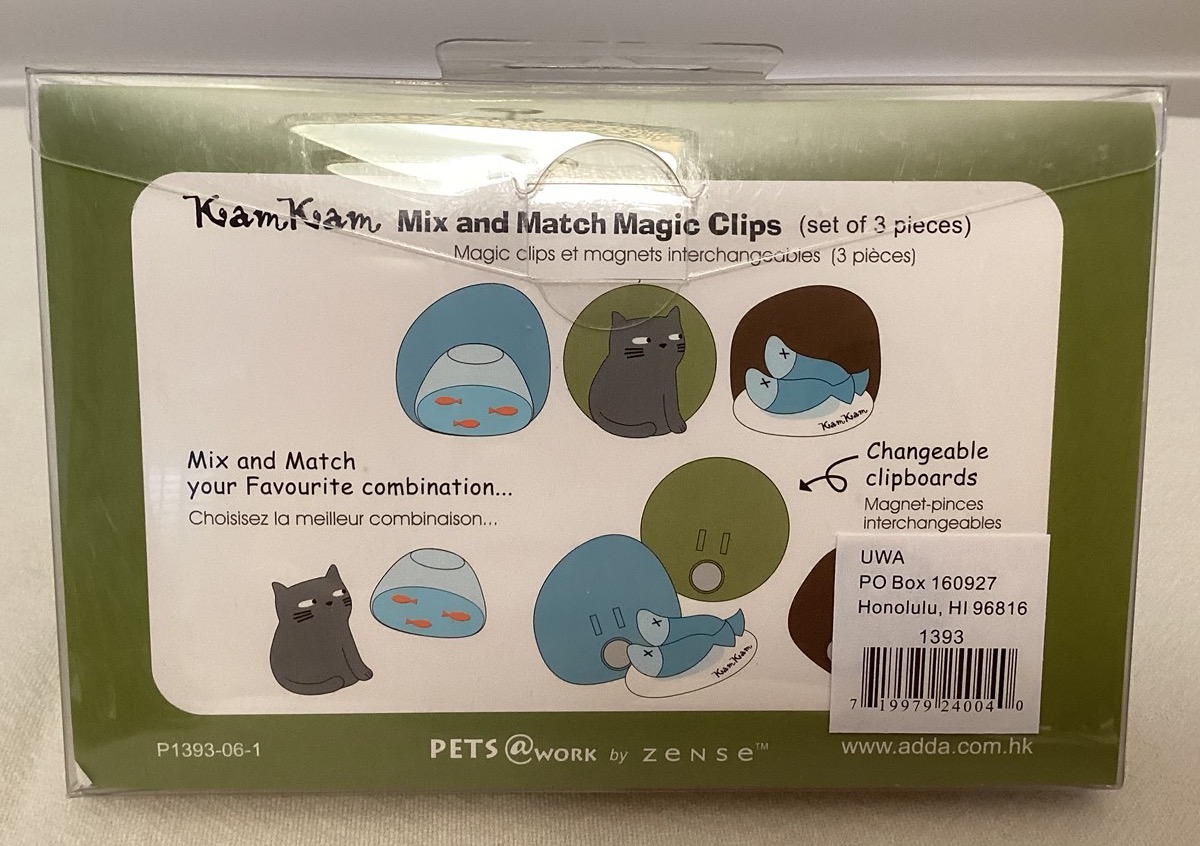 KamKam Mix and Match Magic Clips (set of 3 pieces)
Magic clips et magnets interchangeables (3 pièces)
KamKam
Mix and Match
your Favourite combination...
Choisisez la meilleur combinaison...
Changeable
clipboards
Magnet-pinces
interchangeables
KamKam
UWA
PO Box 160927
Honolulu, HI 96816
1393
7 19979 24004 0
P1393-06-1
PETS@WORK by zense™
www.adda.com.hk